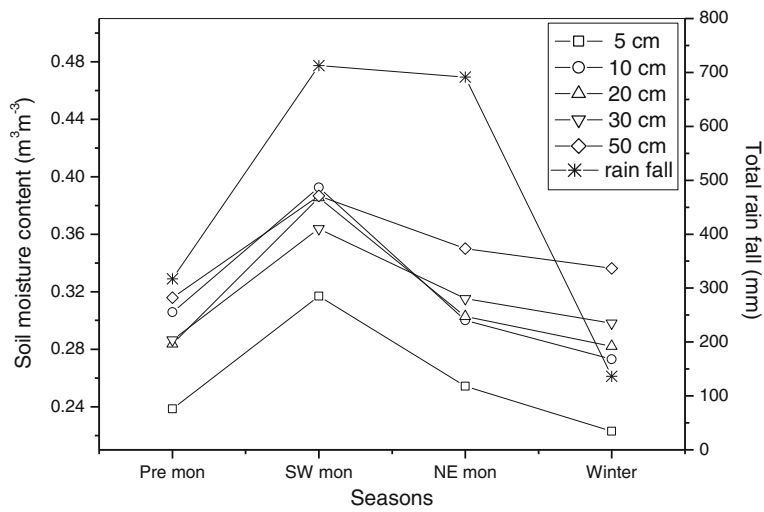 800
700
600
500
400
300
200
100
0
0.48
0.44
0.40
0.36
0.32
0.28
0.24
Soil moisture content (m³m⁻³)
Total rain fall (mm)
5 cm
10 cm
20 cm
30 cm
50 cm
rain fall
Pre mon SW mon NE mon Winter
Seasons